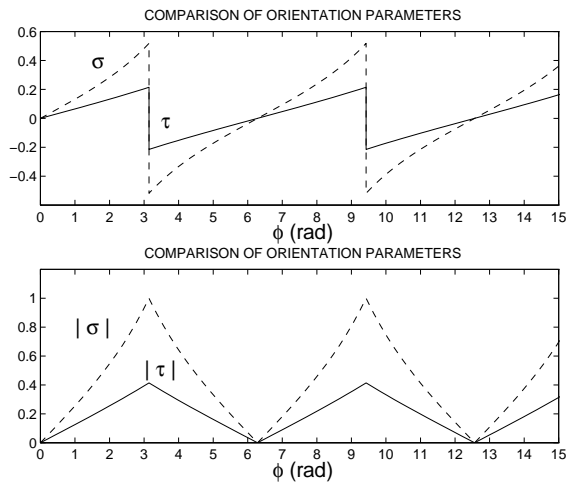 COMPARISON OF ORIENTATION PARAMETERS
0.6
0.4
0.2
0
−0.2
−0.4
σ
τ
0 1 2 3 4 5 6 7 8 9 10 11 12 13 14 15
ϕ (rad)
COMPARISON OF ORIENTATION PARAMETERS
1
0.8
0.6
0.4
0.2
0
| σ |
| τ |
0 1 2 3 4 5 6 7 8 9 10 11 12 13 14 15
ϕ (rad)